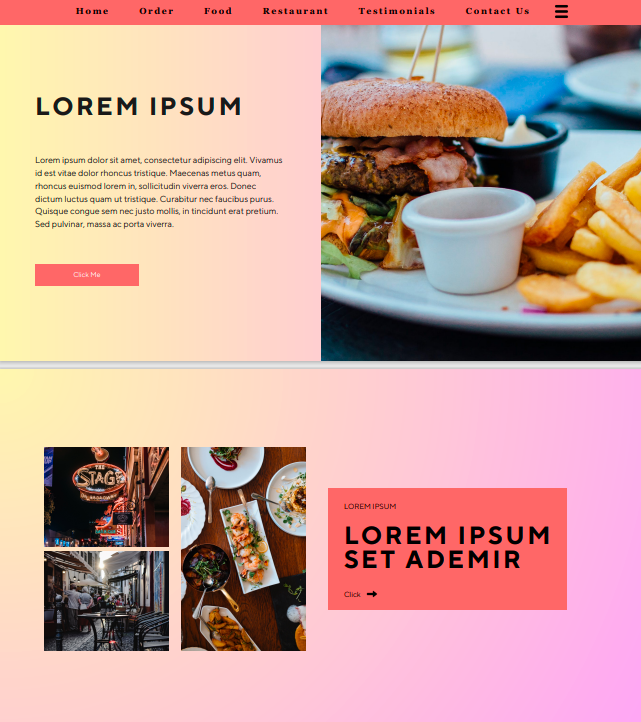 Home Order Food Restaurant Testimonials Contact Us
LOREM IPSUM
Lorem ipsum dolor sit amet, consectetur adipiscing elit. Vivamus
id est vitae dolor rhoncus tristique. Maecenas metus quam,
rhoncus euismod lorem in, sollicitudin viverra eros. Donec
dictum luctus quam ut tristique. Curabitur nec faucibus purus.
Quisque congue sem nec justo mollis, in tincidunt erat pretium.
Sed pulvinar, massa ac porta viverra.
Click Me
THE
STAGE
ON BROADWAY
LOREM IPSUM
LOREM IPSUM
SET ADEMIR
Click